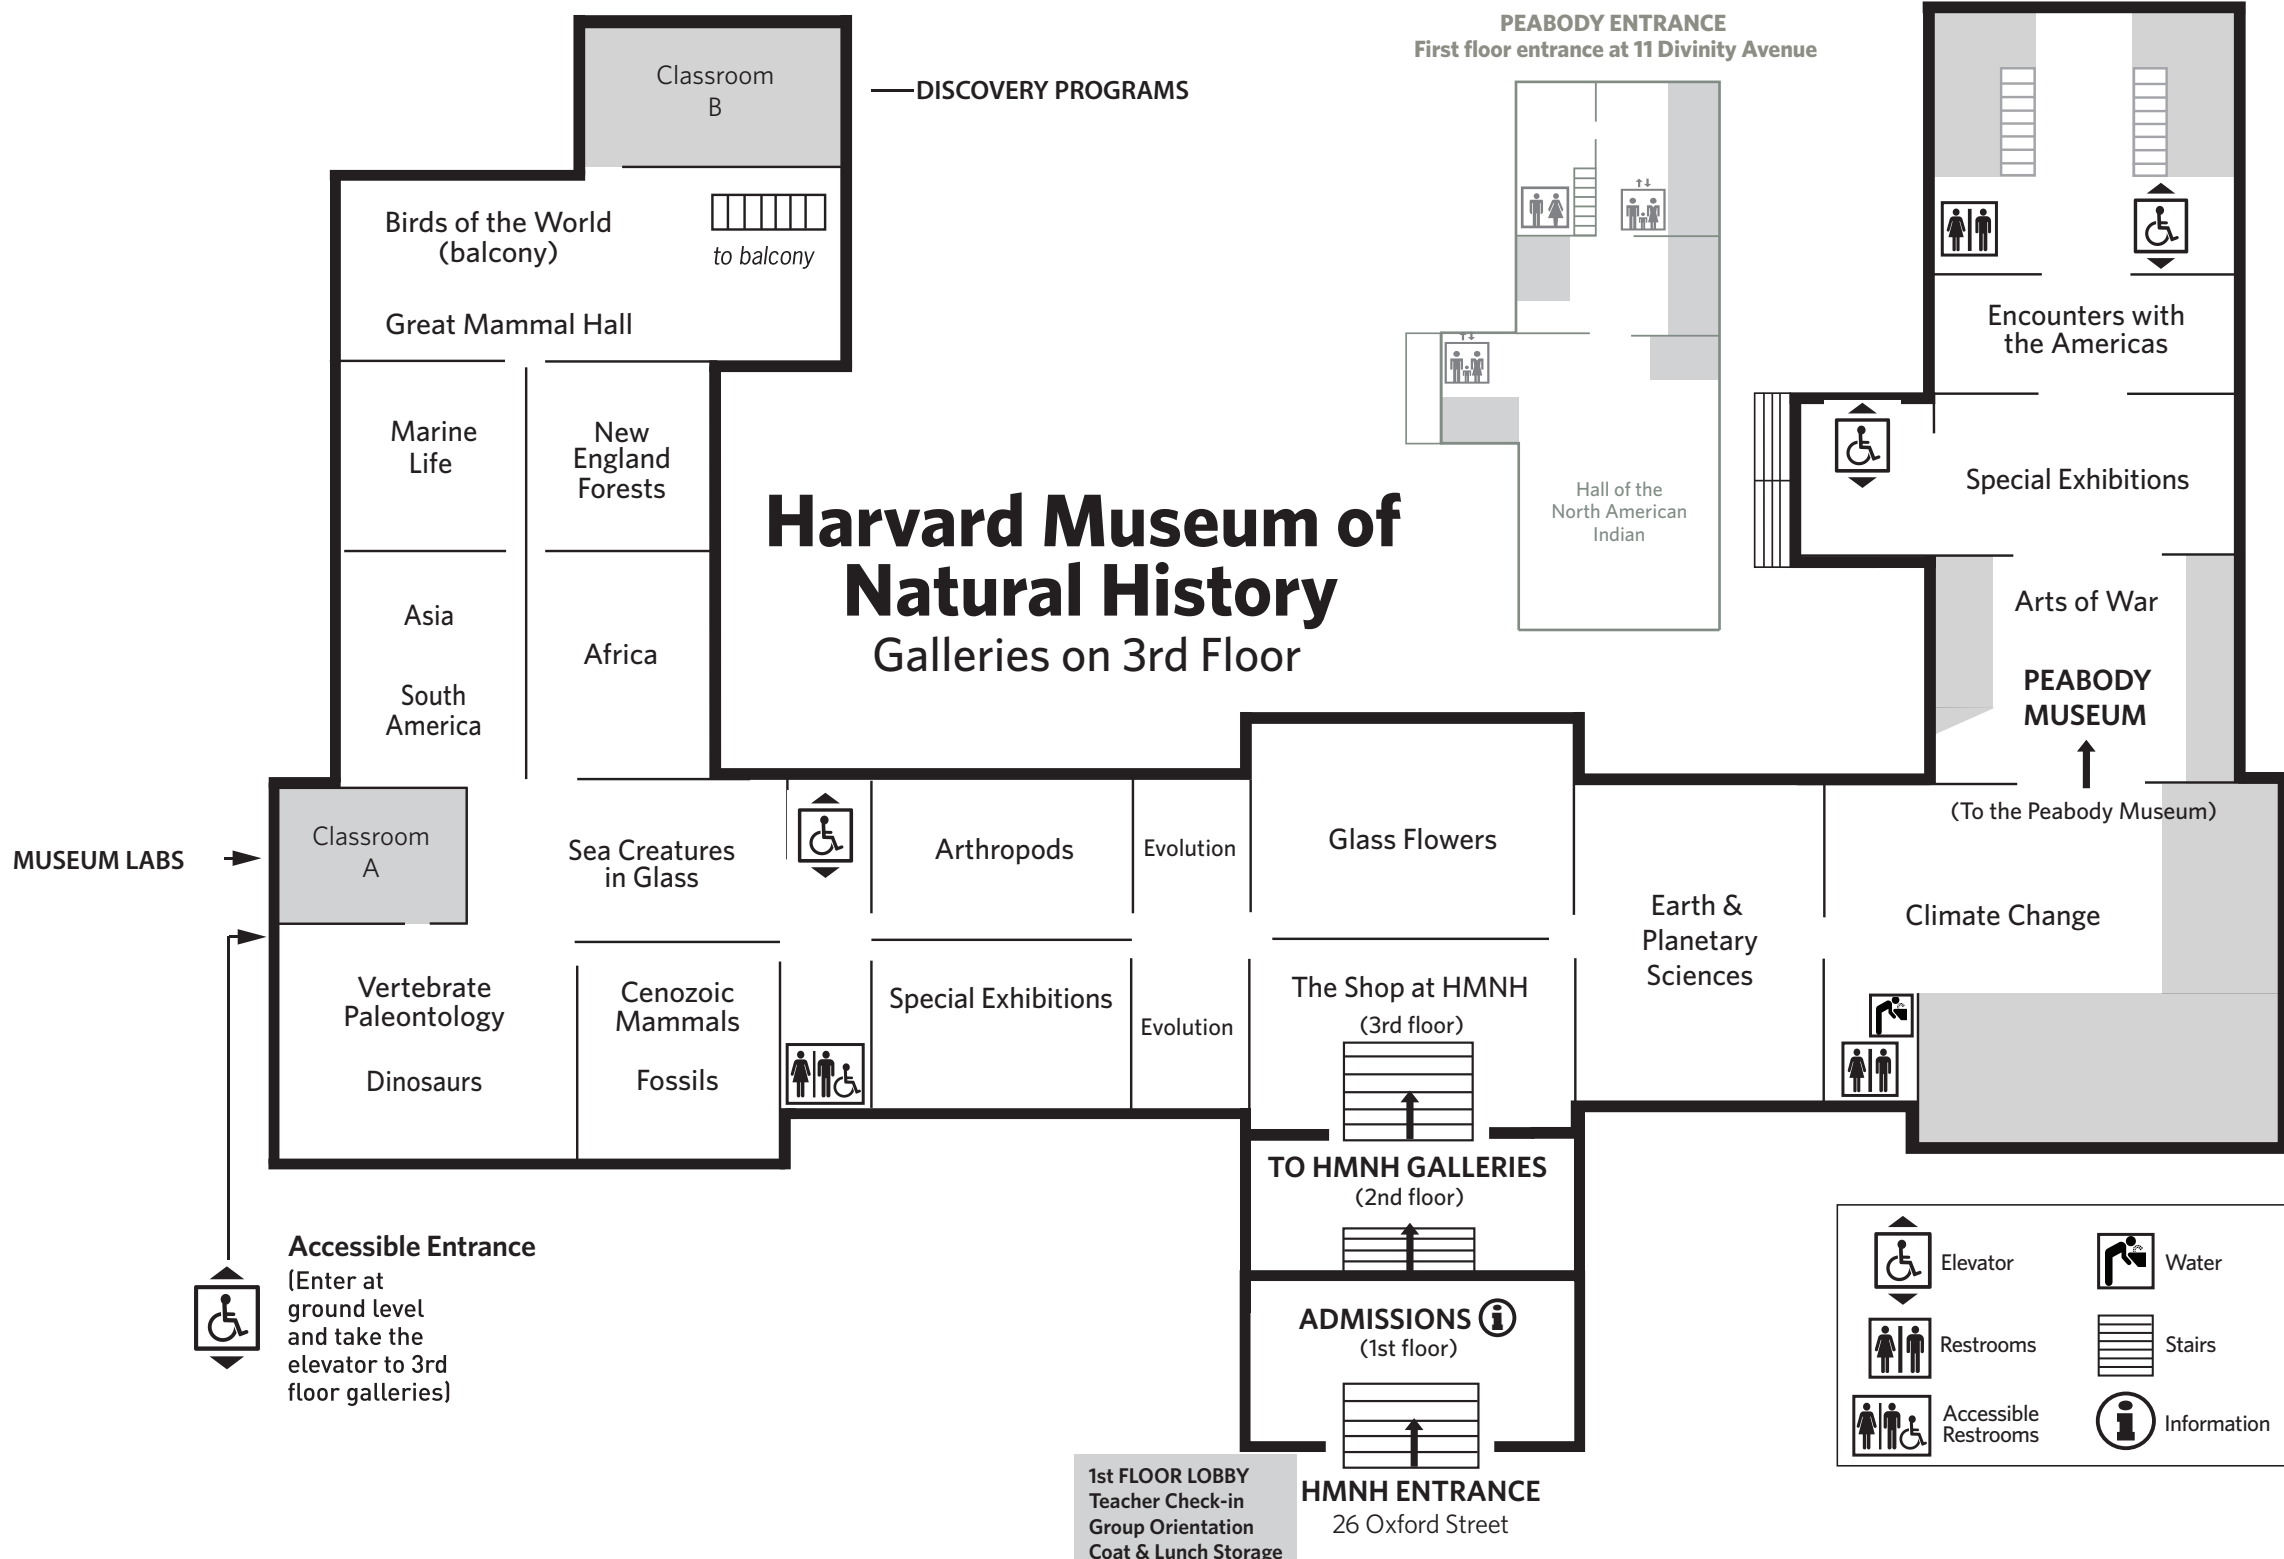 PEABODY ENTRANCE
First floor entrance at 11 Divinity Avenue
Classroom
B
DISCOVERY PROGRAMS
Birds of the World
(balcony)
to balcony
Great Mammal Hall
Encounters with
the Americas
Marine
Life
New
England
Forests
Special Exhibitions
Hall of the
North American
Indian
Harvard Museum of
Natural History
Galleries on 3rd Floor
Asia
South
America
Africa
Arts of War
PEABODY
MUSEUM
(To the Peabody Museum)
MUSEUM LABS
Classroom
A
Sea Creatures
in Glass
Arthropods
Evolution
Glass Flowers
Earth &
Planetary
Sciences
Climate Change
Vertebrate
Paleontology
Dinosaurs
Cenozoic
Mammals
Fossils
Special Exhibitions
Evolution
The Shop at HMNH
(3rd floor)
TO HMNH GALLERIES
(2nd floor)
Accessible Entrance
(Enter at
ground level
and take the
elevator to 3rd
floor galleries)
ADMISSIONS i
(1st floor)
Elevator
Water
Restrooms
Stairs
Accessible
Restrooms
i
Information
1st FLOOR LOBBY
Teacher Check-in
Group Orientation
Coat & Lunch Storage
HMNH ENTRANCE
26 Oxford Street